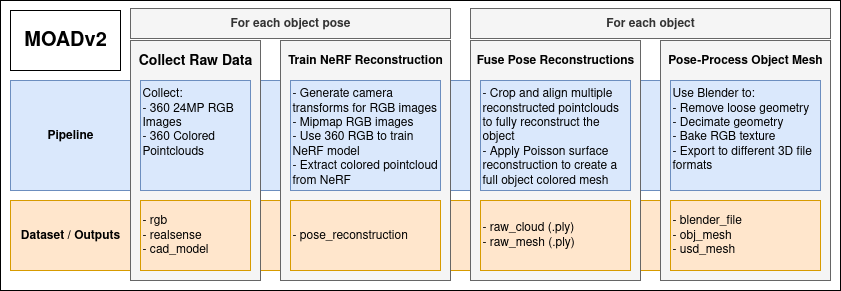 MOADv2
For each object pose
For each object
Collect Raw Data
Train NeRF Reconstruction
Fuse Pose Reconstructions
Pose-Process Object Mesh
Pipeline
Collect:
- 360 24MP RGB
Images
- 360 Colored
Pointclouds
- Generate camera
transforms for RGB images
- Mipmap RGB images
- Use 360 RGB to train
NeRF model
- Extract colored pointcloud
from NeRF
- Crop and align multiple
reconstructed pointclouds
to fully reconstruct the
object
- Apply Poisson surface
reconstruction to create a
full object colored mesh
Use Blender to:
- Remove loose geometry
- Decimate geometry
- Bake RGB texture
- Export to different 3D file
formats
Dataset / Outputs
- rgb
- realsense
- cad_model
- pose_reconstruction
- raw_cloud (.ply)
- raw_mesh (.ply)
- blender_file
- obj_mesh
- usd_mesh